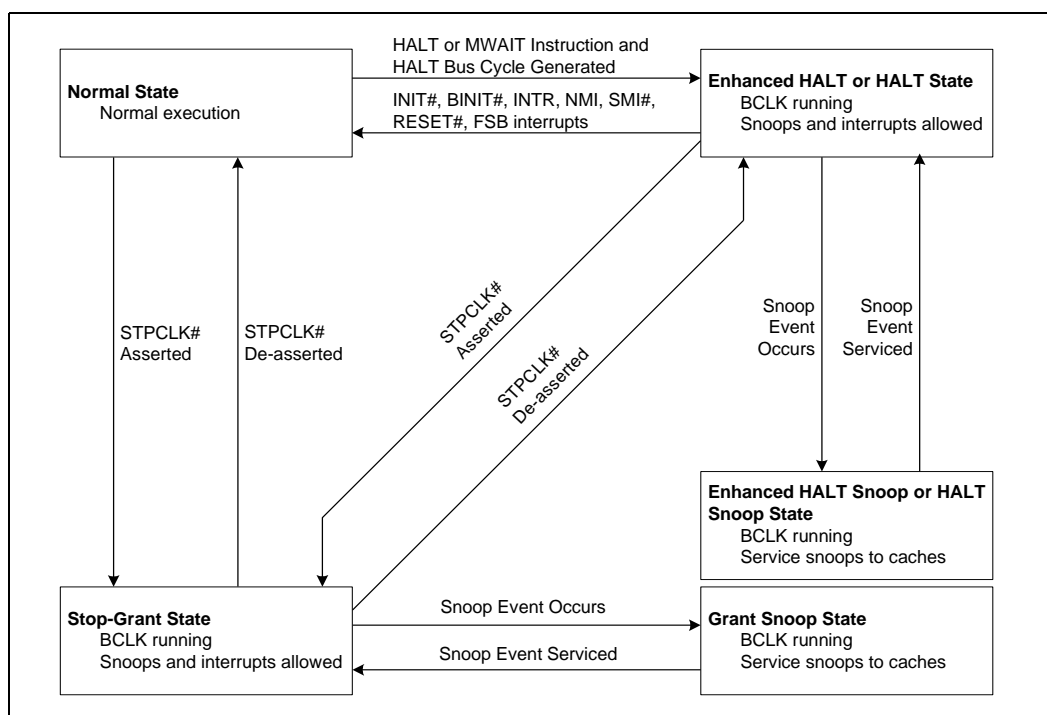 HALT or MWAIT Instruction and
HALT Bus Cycle Generated
Normal State
Normal execution
INIT#, BINIT#, INTR, NMI, SMI#,
RESET#, FSB interrupts
Enhanced HALT or HALT State
BCLK running
Snoops and interrupts allowed
STPCLK#
Asserted
STPCLK#
De-asserted
STPCLK#
Asserted
STPCLK#
De-asserted
Snoop
Event
Occurs
Snoop
Event
Serviced
Enhanced HALT Snoop or HALT
Snoop State
BCLK running
Service snoops to caches
Stop-Grant State
BCLK running
Snoops and interrupts allowed
Snoop Event Occurs
Snoop Event Serviced
Grant Snoop State
BCLK running
Service snoops to caches